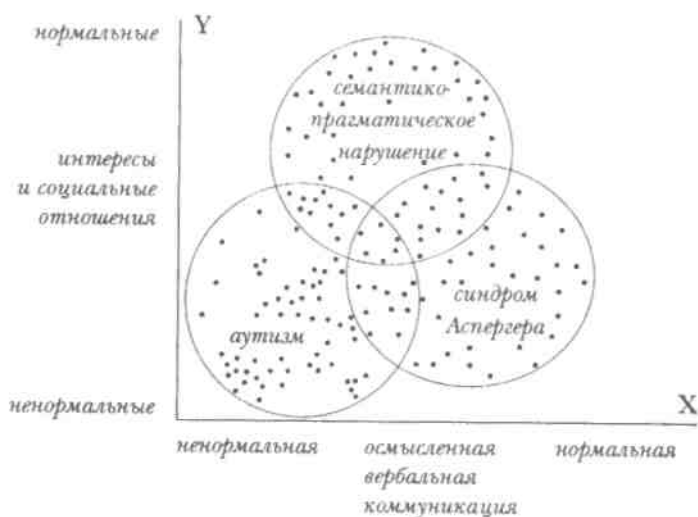 нормальные
Y
семантико-
прагматическое
нарушение
интересы
и социальные
отношения
синдром
Аспергера
аутизм
ненормальные
X
ненормальная
осмысленная
вербальная
коммуникация
нормальная